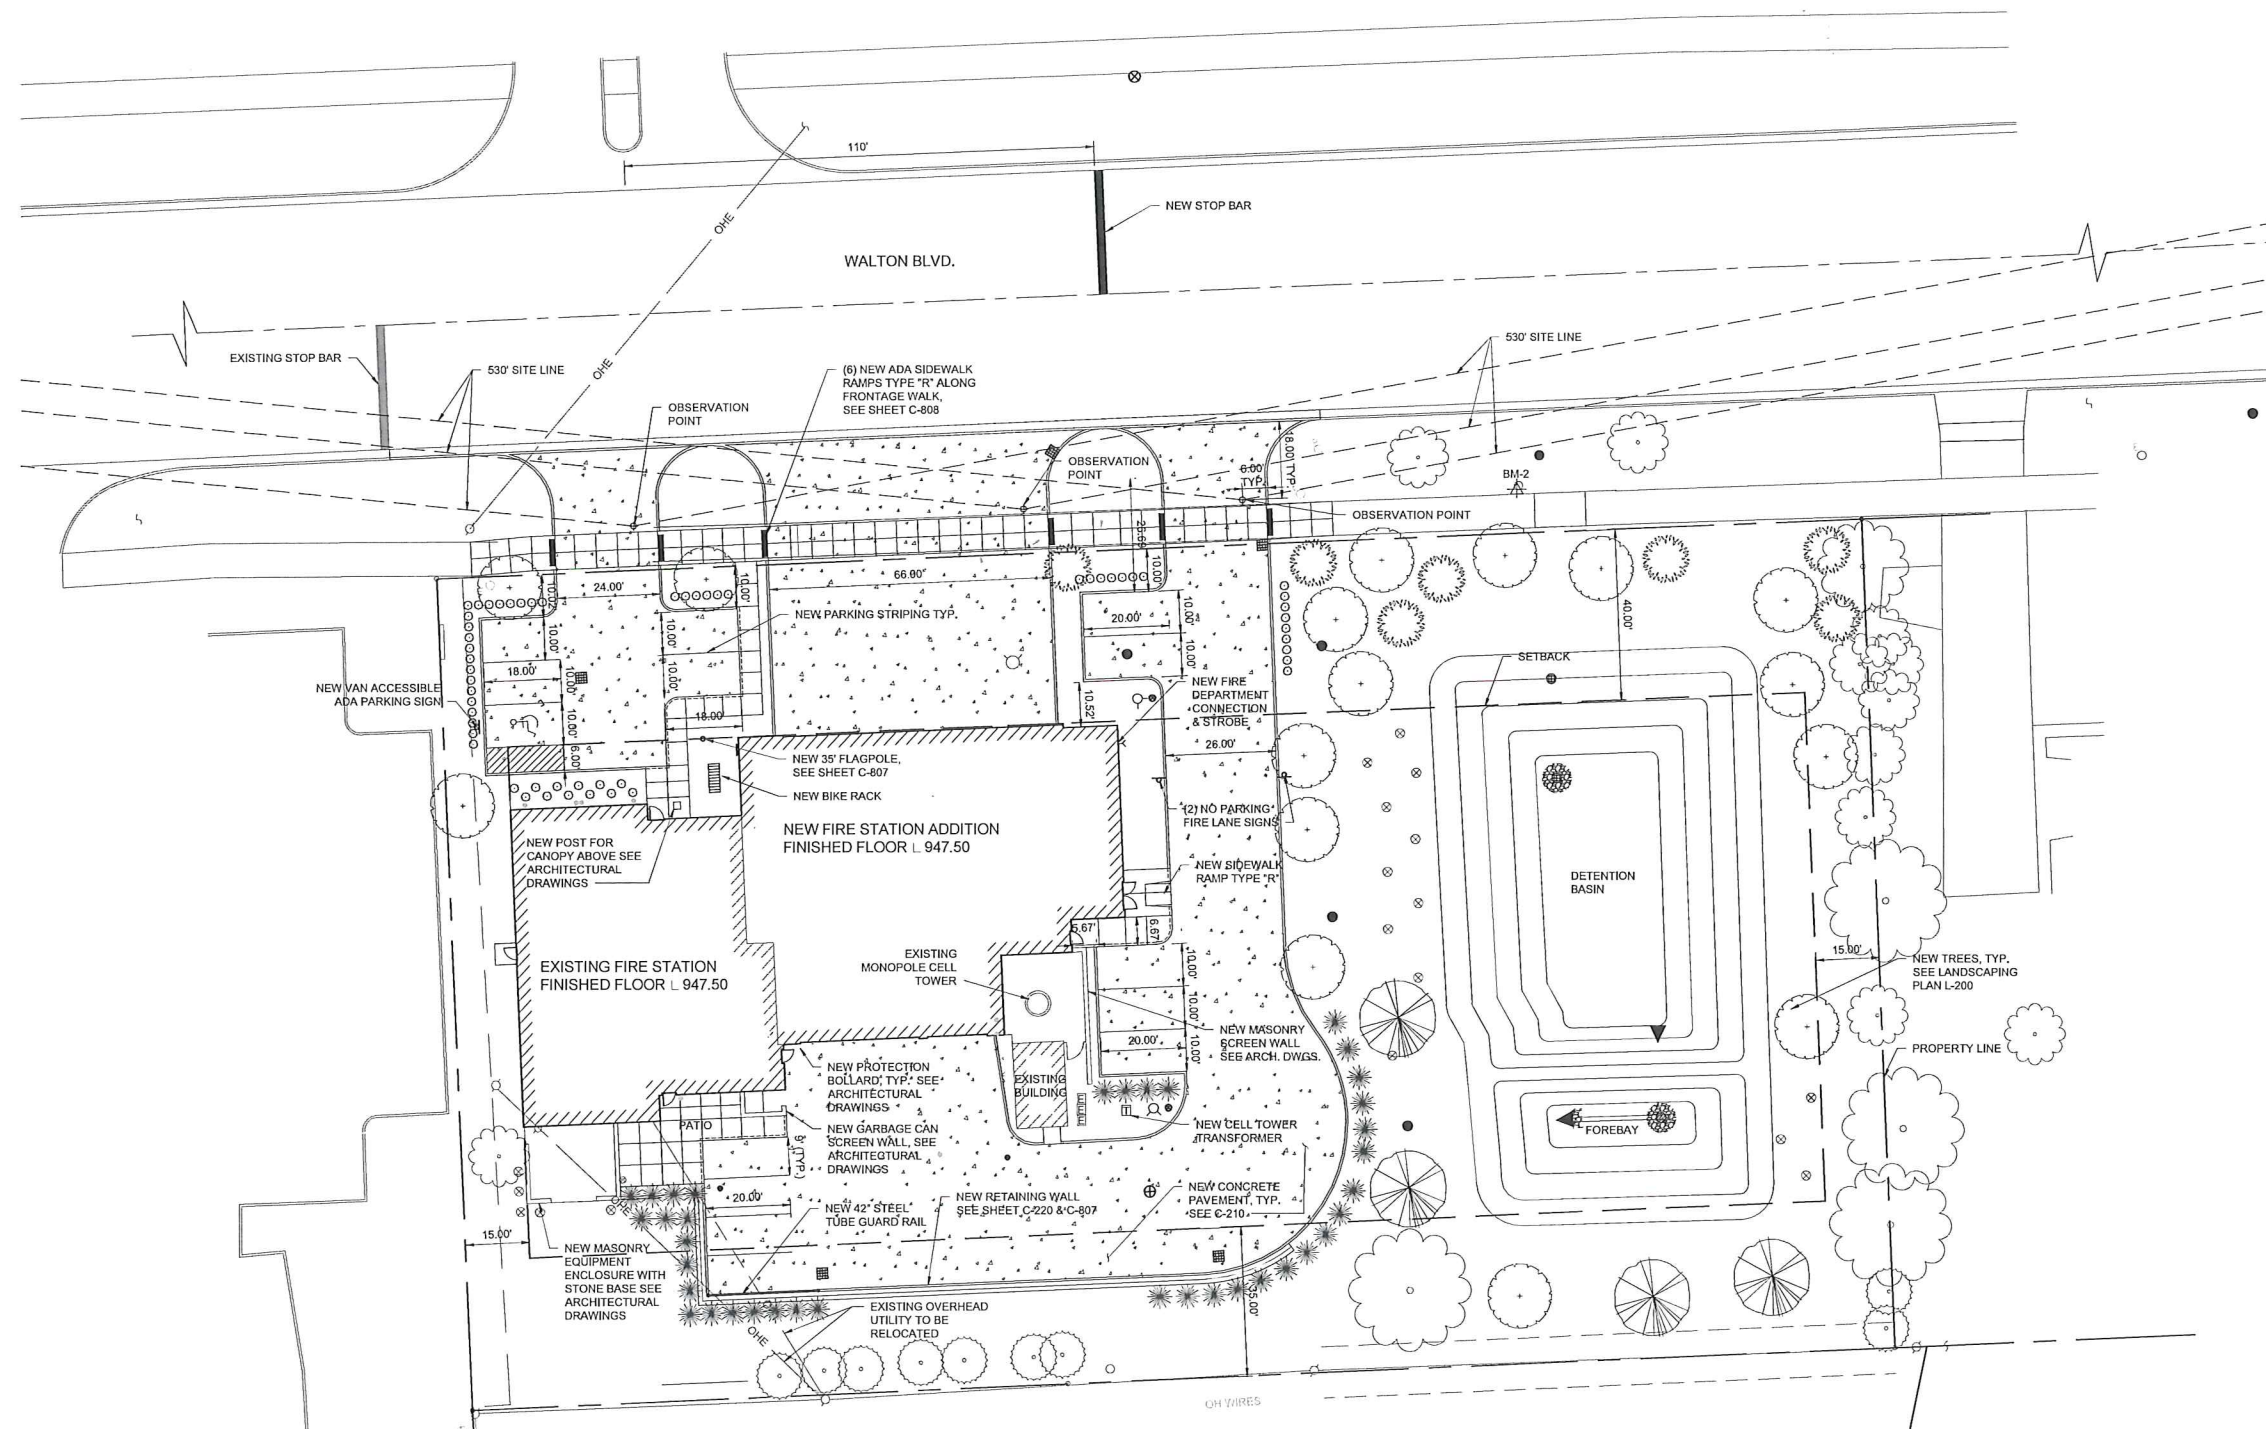 110'
OHE
NEW STOP BAR
WALTON BLVD.
OHE
EXISTING STOP BAR
530' SITE LINE
530' SITE LINE
(6) NEW ADA SIDEWALK
RAMPS TYPE "R" ALONG
FRONTAGE WALK,
SEE SHEET C-808
OBSERVATION
POINT
OBSERVATION
POINT
6.00'
TYP.
18.00' TYP.
BM-2
OBSERVATION POINT
25.69'
10.02'
24.00'
10.00'
66.00'
10.00'
NEW PARKING STRIPING TYP.
10.00'
10.00'
20.00'
10.00'
40.00'
18.00'
10.00'
10.00'
10.00'
SETBACK
NEW VAN ACCESSIBLE
ADA PARKING SIGN
NEW FIRE
DEPARTMENT
CONNECTION
& STROBE
10.52'
18.00'
10.00'
6.00'
26.00'
NEW 35' FLAGPOLE,
SEE SHEET C-807
NEW BIKE RACK
(2) NO PARKING
FIRE LANE SIGNS
NEW FIRE STATION ADDITION
FINISHED FLOOR L 947.50
NEW POST FOR
CANOPY ABOVE SEE
ARCHITECTURAL
DRAWINGS
NEW SIDEWALK
RAMP TYPE "R"
DETENTION
BASIN
5.67'
6.67'
EXISTING FIRE STATION
FINISHED FLOOR L 947.50
EXISTING
MONOPOLE CELL
TOWER
10.00'
10.00'
10.00'
20.00'
15.00'
NEW TREES, TYP.
SEE LANDSCAPING
PLAN L-200
NEW MASONRY
SCREEN WALL
SEE ARCH. DWGS.
PROPERTY LINE
NEW PROTECTION
BOLLARD, TYP. SEE
ARCHITECTURAL
DRAWINGS
EXISTING
BUILDING
PATIO
NEW GARBAGE CAN
SCREEN WALL, SEE
ARCHITECTURAL
DRAWINGS
9' (TYP.)
NEW CELL TOWER
TRANSFORMER
FOREBAY
20.00'
NEW 42" STEEL
TUBE GUARD RAIL
NEW RETAINING WALL
SEE SHEET C-220 & C-807
NEW CONCRETE
PAVEMENT, TYP.
SEE C-210
OHE
15.00'
NEW MASONRY
EQUIPMENT
ENCLOSURE WITH
STONE BASE SEE
ARCHITECTURAL
DRAWINGS
35.00'
EXISTING OVERHEAD
UTILITY TO BE
RELOCATED
OHE
OH WIRES